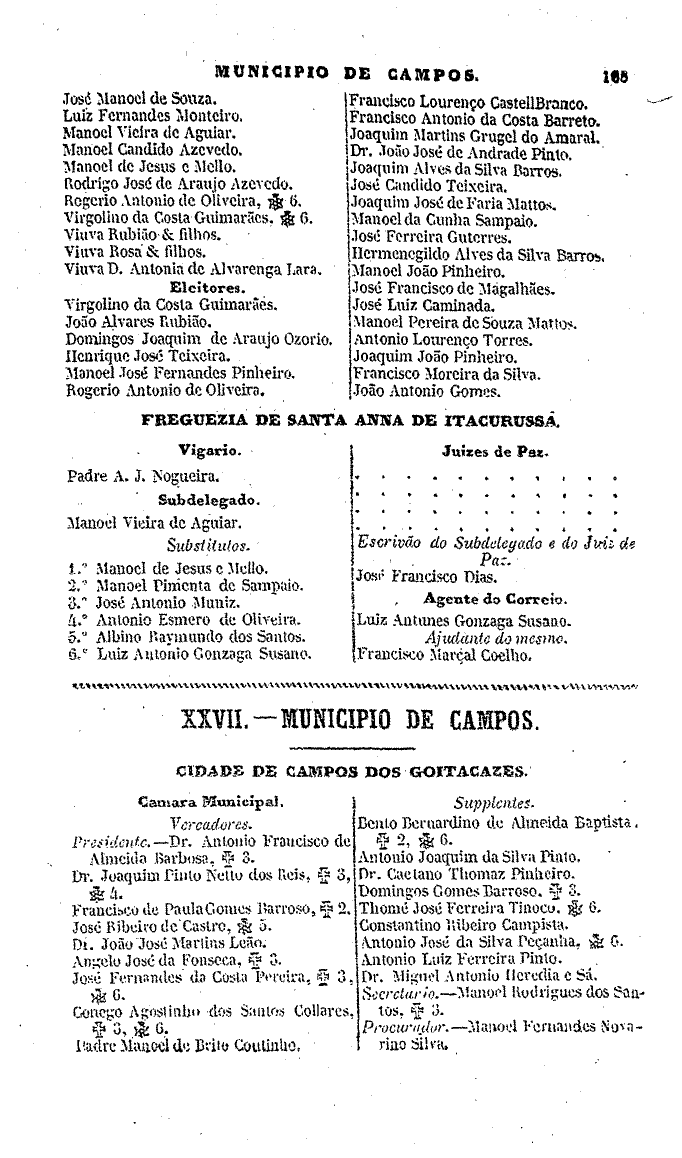 MUNICIPIO DE CAMPOS. 165
José Manoel de Souza.
Luiz Fernandes Monteiro.
Manoel Vieira de Aguiar.
Manoel Candido Azevedo.
Manoel de Jesus e Mello.
Rodrigo José de Araujo Azevedo.
Rogerio Antonio de Oliveira, 6.
Virgolino da Costa Guimarães, 6.
Viuva Rubião & filhos.
Viuva Rosa & filhos.
Viuva D. Antonia de Alvarenga Lara.
Eleitores.
Virgolino da Costa Guimarães.
João Alvares Rubião.
Domingos Joaquim de Araujo Ozorio.
Henrique José Teixeira.
Manoel José Fernandes Pinheiro.
Rogerio Antonio de Oliveira.
Francisco Lourenço CastellBranco.
Francisco Antonio da Costa Barreto.
Joaquim Martins Grugel do Amaral.
Dr. João José de Andrade Pinto.
Joaquim Alves da Silva Barros.
José Candido Teixeira.
Joaquim José de Faria Mattos.
Manoel da Cunha Sampaio.
José Ferreira Guterres.
Hermenegildo Alves da Silva Barros.
Manoel João Pinheiro.
José Francisco de Magalhães.
José Luiz Caminada.
Manoel Pereira de Souza Mattos.
Antonio Lourenço Torres.
Joaquim João Pinheiro.
Francisco Moreira da Silva.
João Antonio Gomes.
FREGUEZIA DE SANTA ANNA DE ITACURUSSÁ.
Vigario.
Padre A. J. Nogueira.
Subdelegado.
Manoel Vieira de Aguiar.
Substitutos.
1.º Manoel de Jesus e Mello.
2.º Manoel Pimenta de Sampaio.
3.º José Antonio Muniz.
4.º Antonio Esmero de Oliveira.
5.º Albino Raymundo dos Santos.
6.º Luiz Antonio Gonzaga Susano.
Juizes de Paz.
. . . . . . . . . . . .
. . . . . . . . . . . .
. . . . . . . . . . . .
. . . . . . . . . . . .
Escrivão do Subdelegado e do Juiz de
Paz.
José Francisco Dias.
Agente do Correio.
Luiz Antunes Gonzaga Susano.
Ajudante do mesmo.
Francisco Marçal Coelho.
XXVII.—MUNICIPIO DE CAMPOS.
CIDADE DE CAMPOS DOS GOITACAZES.
Camara Municipal.
Vereadores.
Presidente.—Dr. Antonio Francisco de
Almeida Barbosa, ✠ 3.
Dr. Joaquim Pinto Netto dos Reis, ✠ 3,
4.
Francisco de Paula Gomes Barroso, ✠ 2.
José Ribeiro de Castro, 5.
Dr. João José Martins Leão.
Angelo José da Fonseca, ✠ 3.
José Fernandes da Costa Pereira, ✠ 3,
6.
Conego Agostinho dos Santos Collares,
✠ 3, 6.
Padre Manoel de Brito Coutinho.
Supplentes.
Bento Bernardino de Almeida Baptista,
✠ 2, 6.
Antonio Joaquim da Silva Pinto.
Dr. Caetano Thomaz Pinheiro.
Domingos Gomes Barroso. ✠ 3.
Thomé José Ferreira Tinoco. 6.
Constantino Ribeiro Campista.
Antonio José da Silva Peçanha, 6.
Antonio Luiz Ferreira Pinto.
Dr. Miguel Antonio Heredia e Sá.
Secretario.—Manoel Rodrigues dos San-
tos, ✠ 3.
Procurador.—Manoel Fernandes Nova-
rino Silva.